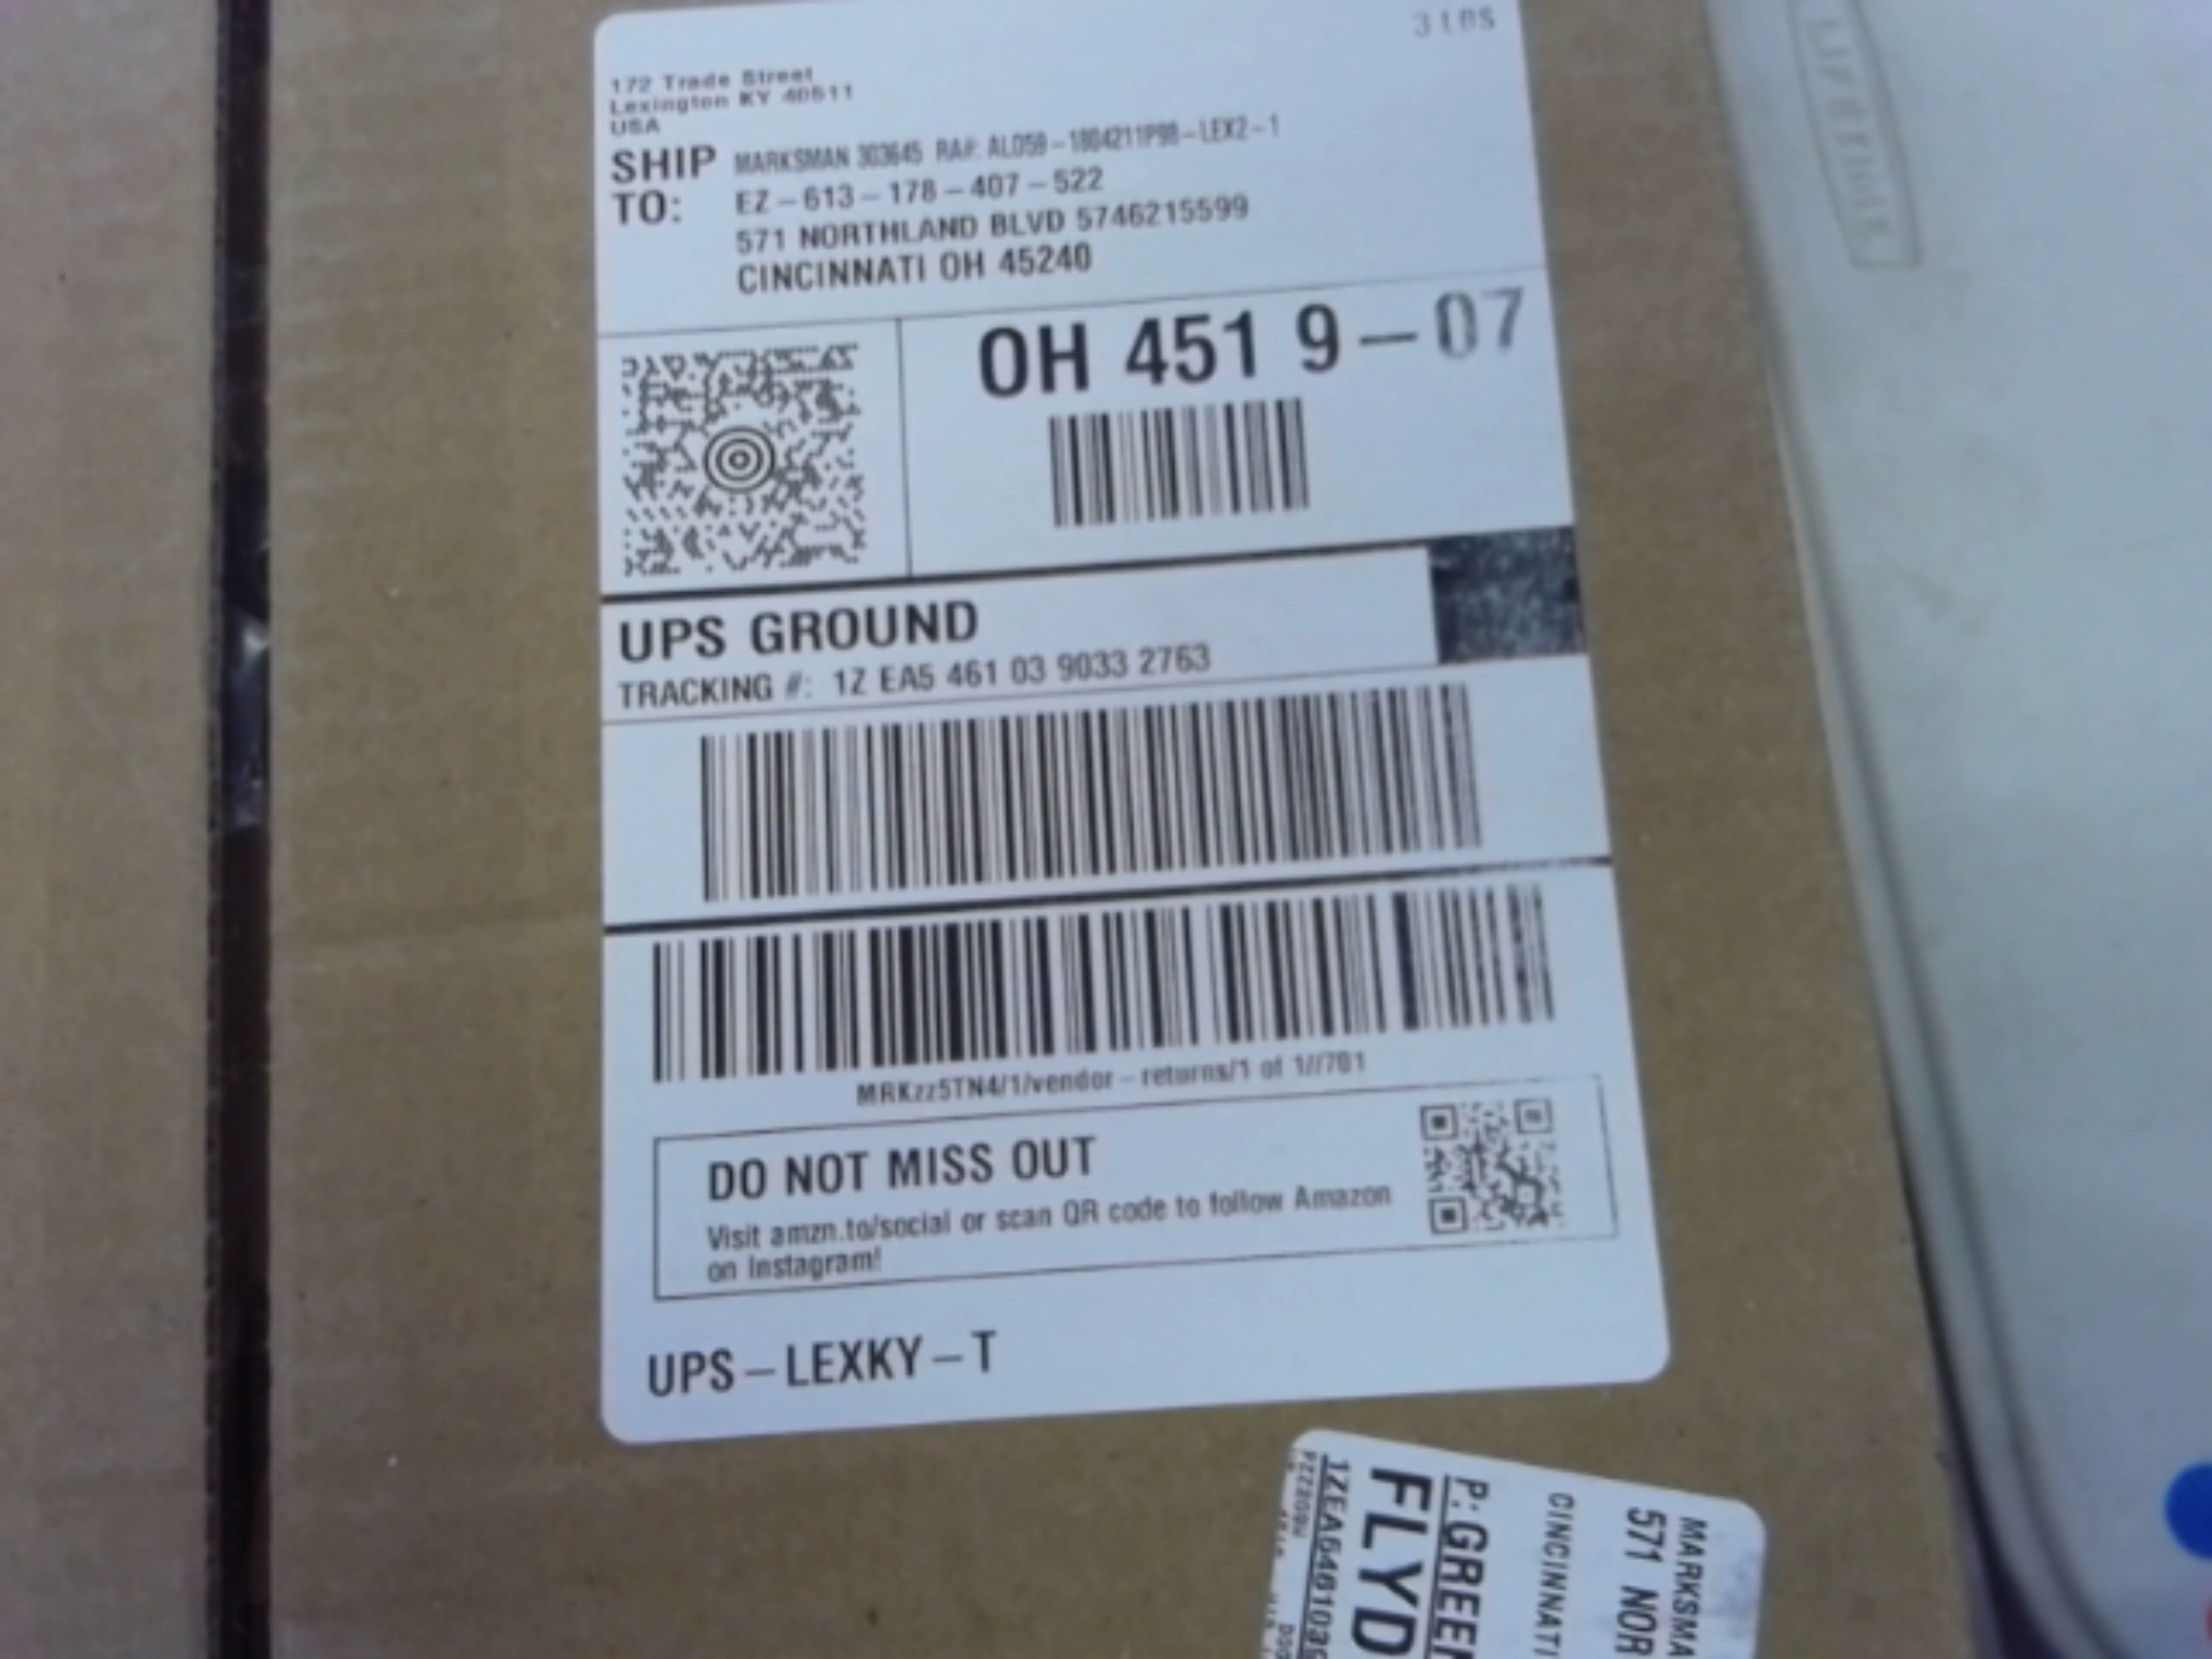 3 LBS
172 Trade Street
Lexington KY 40511
USA
SHIP TO:
MARKSMAN 303645 RA#: ALD59-1804211P98-LEX2-1
EZ-613-178-407-522
571 NORTHLAND BLVD 5746215599
CINCINNATI OH 45240
OH 451 9-07
UPS GROUND
TRACKING #: 1Z EA5 461 03 9033 2763
MRKzz5TN4/1/vendor-returns/1 of 1//701
DO NOT MISS OUT
Visit amzn.to/social or scan QR code to follow Amazon
on Instagram!
UPS-LEXKY-T
MARKSMA
571 NOR
CINCINNATI
P: GREEN
FLYD
LIFETIME